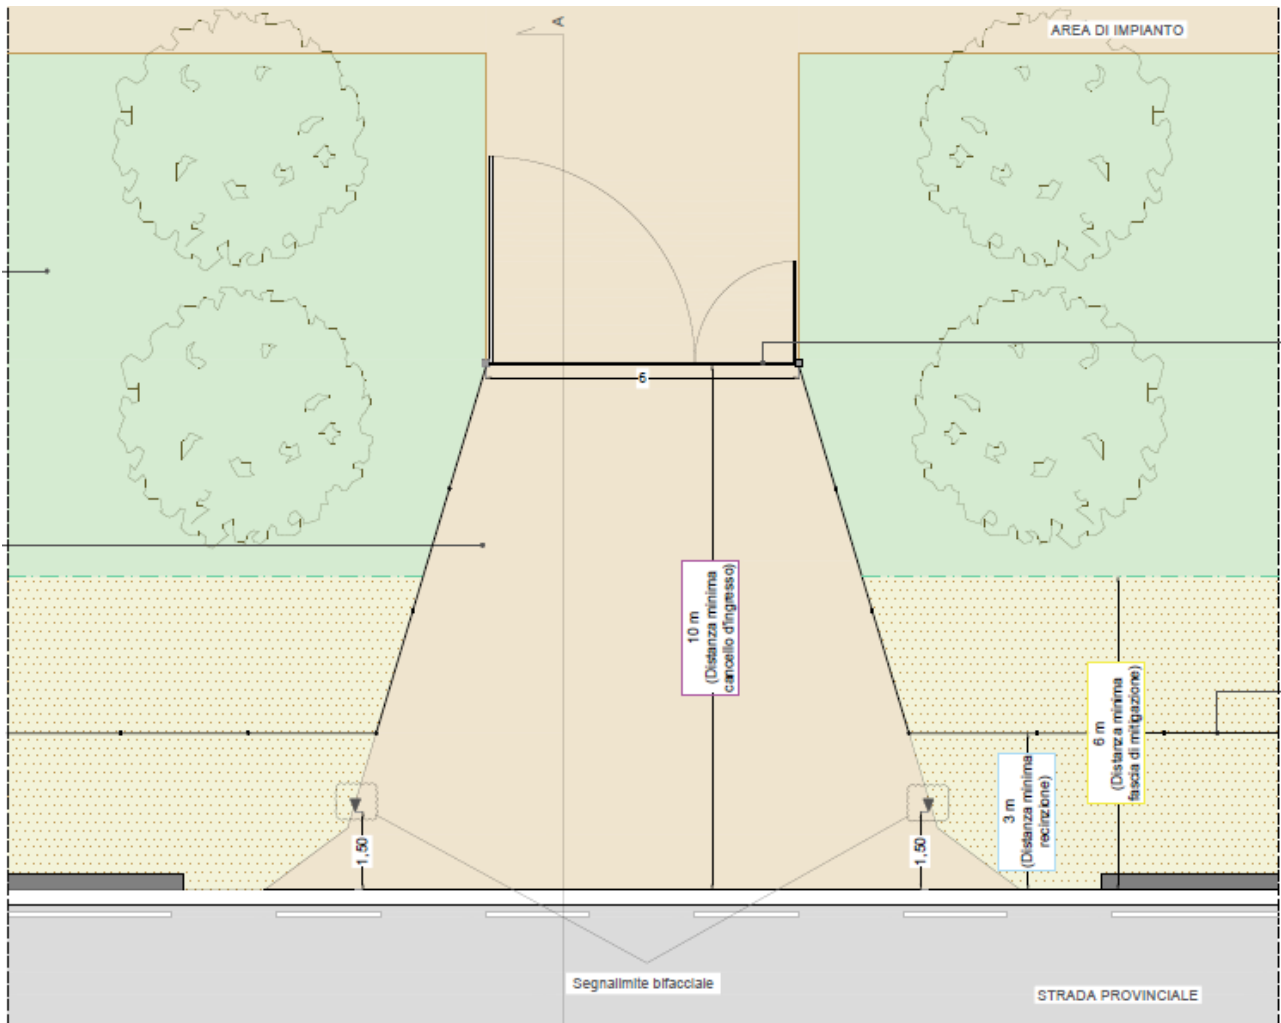 A
AREA DI IMPIANTO
6
10 m
(Distanza minima
cancello d'ingresso)
6 m
(Distanza minima
fascia di mitigazione)
3 m
(Distanza minima
recinzione)
1,50
1,50
Segnalimite bifacciale
STRADA PROVINCIALE